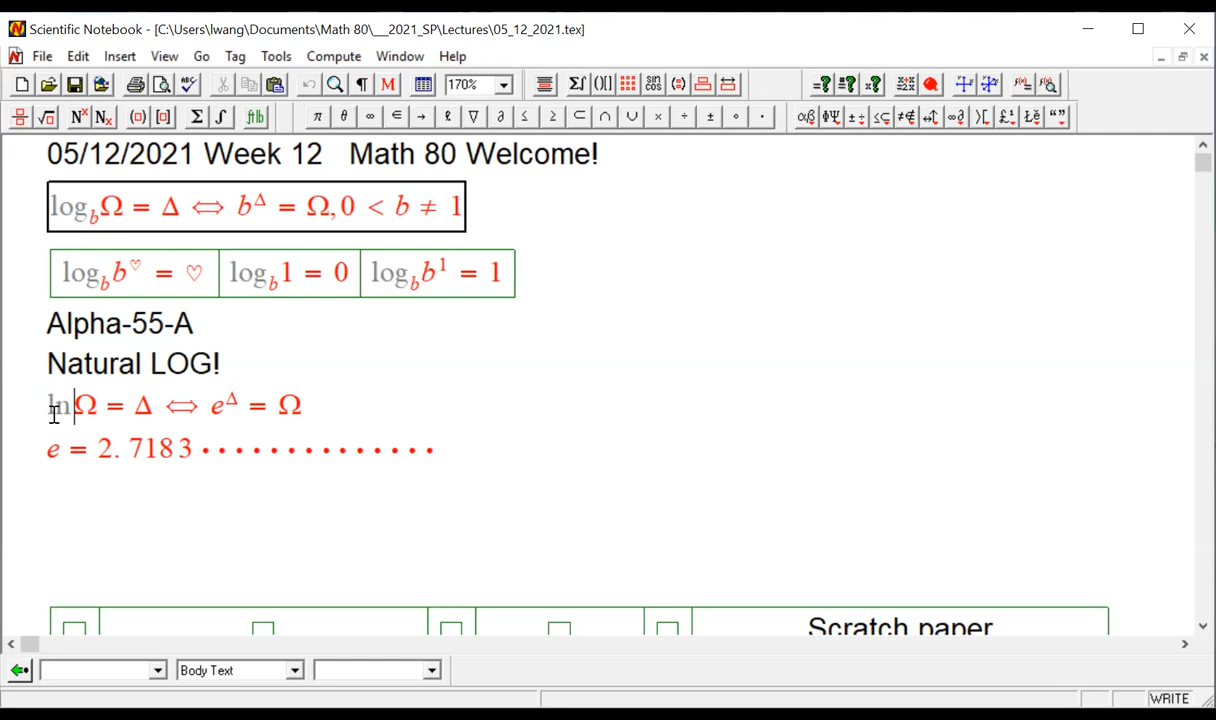 Scientific Notebook - [C:\Users\lwang\Documents\Math 80\__2021_SP\Lectures\05_12_2021.tex]
File Edit Insert View Go Tag Tools Compute Window Help
170%
05/12/2021 Week 12 Math 80 Welcome!
log_b Ω = Δ ⟺ b^Δ = Ω, 0 < b ≠ 1
log_b b^♡ = ♡ log_b 1 = 0 log_b b^1 = 1
Alpha-55-A
Natural LOG!
ln Ω = Δ ⟺ e^Δ = Ω
e = 2.7183 ··············
Scratch paper
Body Text
WRITE